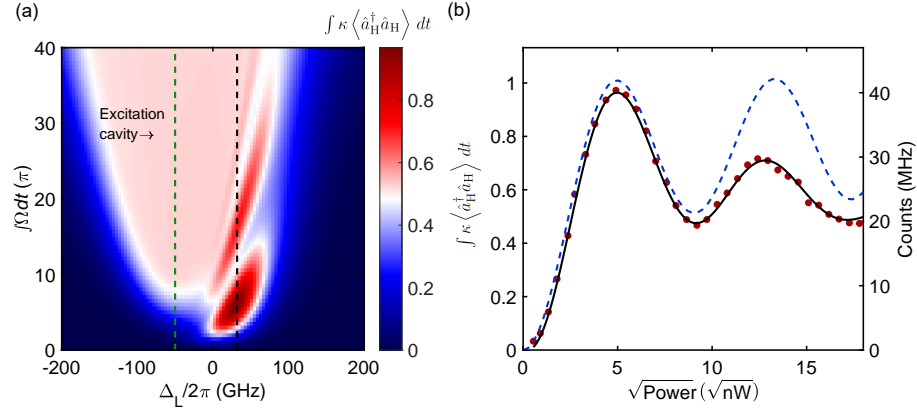 (a)
∫ κ ⟨â†_H â_H⟩ dt
40
30
20
10
0
∫Ωdt (π)
Excitation
cavity→
-200 -100 0 100 200
Δ_L/2π (GHz)
0.8
0.6
0.4
0.2
0
(b)
1
0.8
0.6
0.4
0.2
0
∫ κ ⟨â†_H â_H⟩ dt
40
30
20
10
0
Counts (MHz)
0 5 10 15
√Power (√nW)